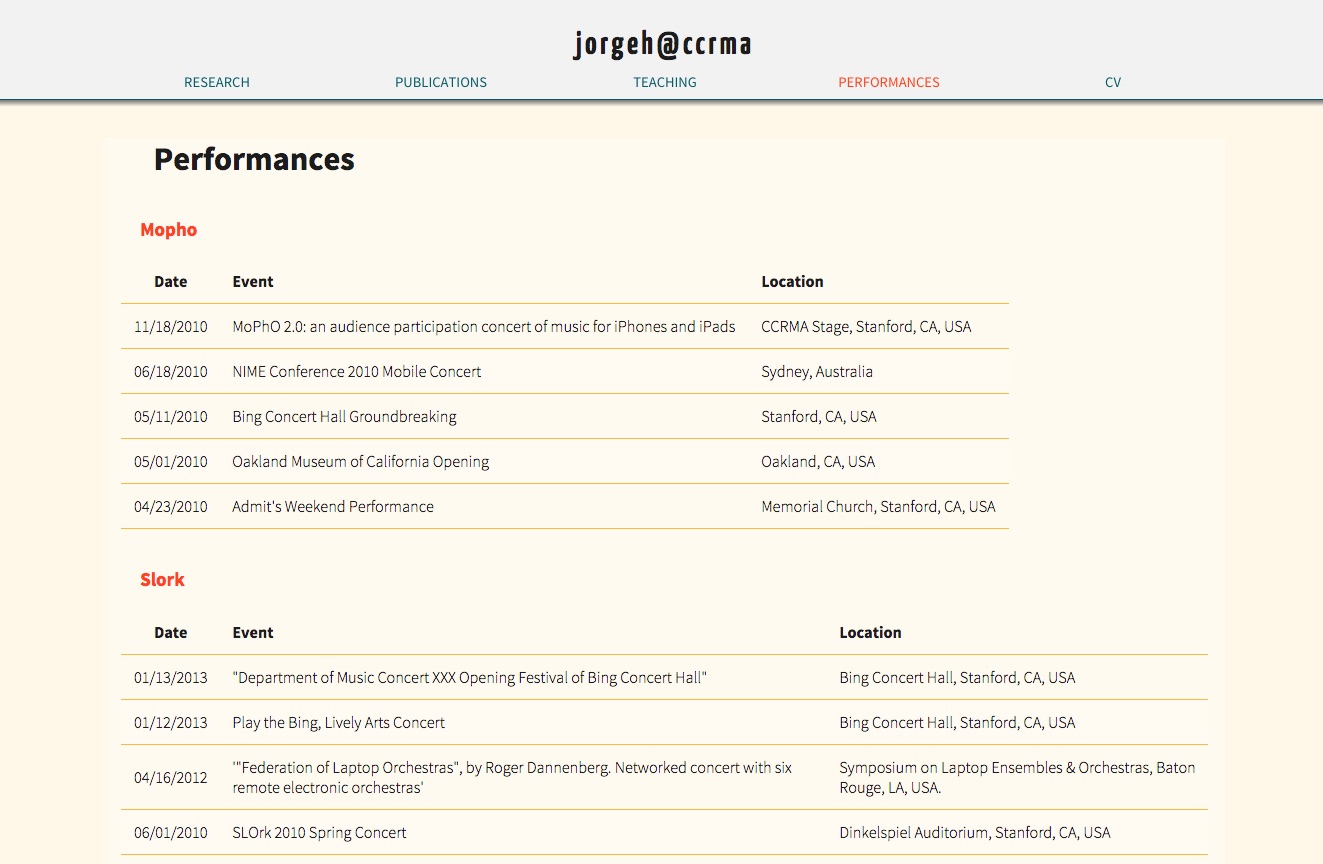 jorgeh@ccrma
RESEARCH PUBLICATIONS TEACHING PERFORMANCES CV
Performances
Mopho
Date Event Location
11/18/2010 MoPhO 2.0: an audience participation concert of music for iPhones and iPads CCRMA Stage, Stanford, CA, USA
06/18/2010 NIME Conference 2010 Mobile Concert Sydney, Australia
05/11/2010 Bing Concert Hall Groundbreaking Stanford, CA, USA
05/01/2010 Oakland Museum of California Opening Oakland, CA, USA
04/23/2010 Admit's Weekend Performance Memorial Church, Stanford, CA, USA
Slork
Date Event Location
01/13/2013 "Department of Music Concert XXX Opening Festival of Bing Concert Hall" Bing Concert Hall, Stanford, CA, USA
01/12/2013 Play the Bing, Lively Arts Concert Bing Concert Hall, Stanford, CA, USA
04/16/2012 '"Federation of Laptop Orchestras", by Roger Dannenberg. Networked concert with six
remote electronic orchestras' Symposium on Laptop Ensembles & Orchestras, Baton
Rouge, LA, USA.
06/01/2010 SLOrk 2010 Spring Concert Dinkelspiel Auditorium, Stanford, CA, USA